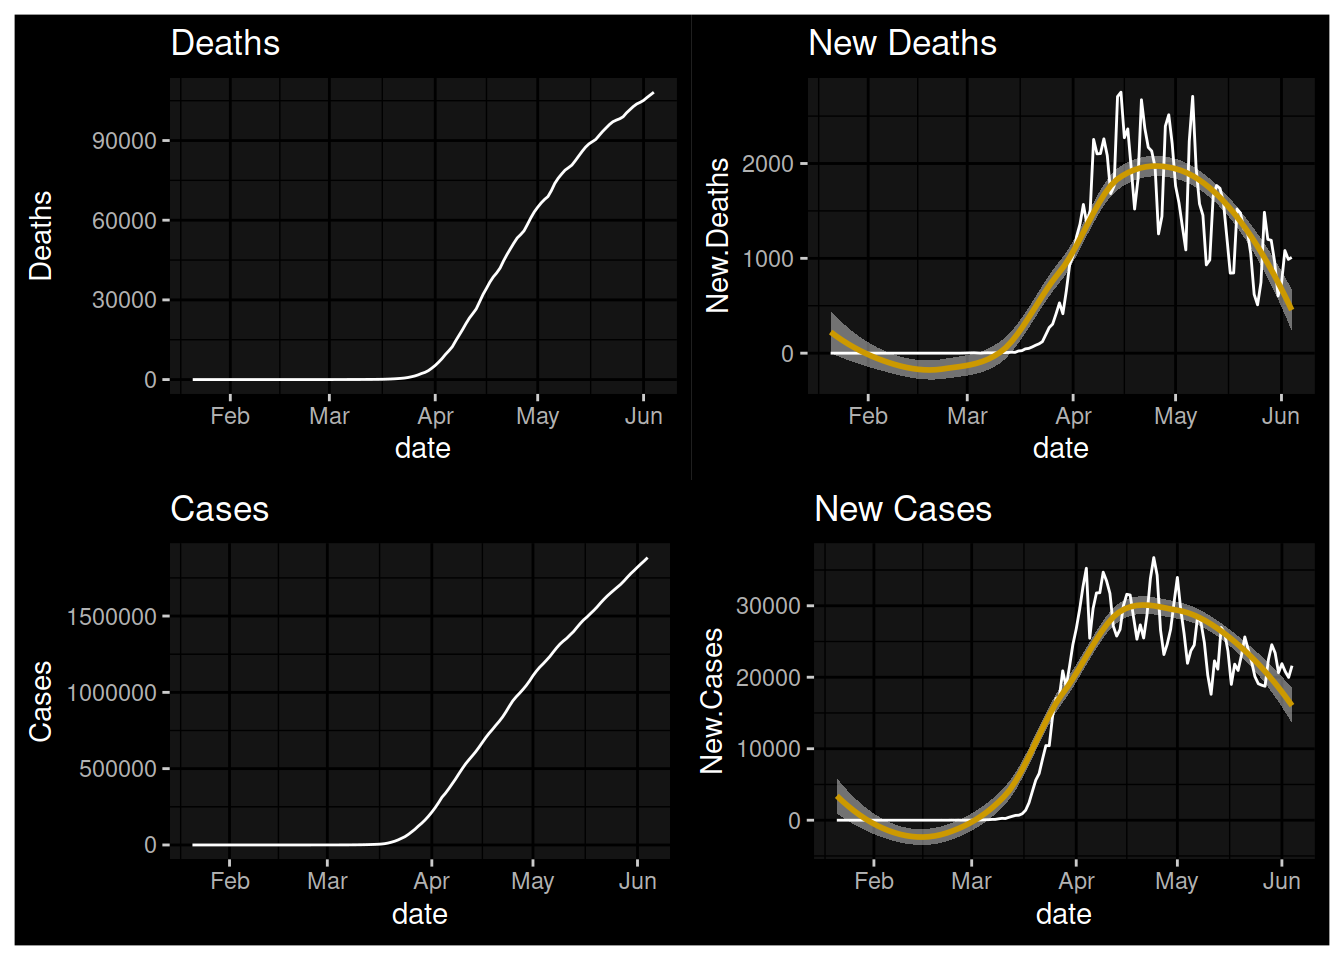 Deaths
Deaths
90000
60000
30000
0
Feb Mar Apr May Jun
date
New Deaths
New.Deaths
2000
1000
0
Feb Mar Apr May Jun
date
Cases
Cases
1500000
1000000
500000
0
Feb Mar Apr May Jun
date
New Cases
New.Cases
30000
20000
10000
0
Feb Mar Apr May Jun
date